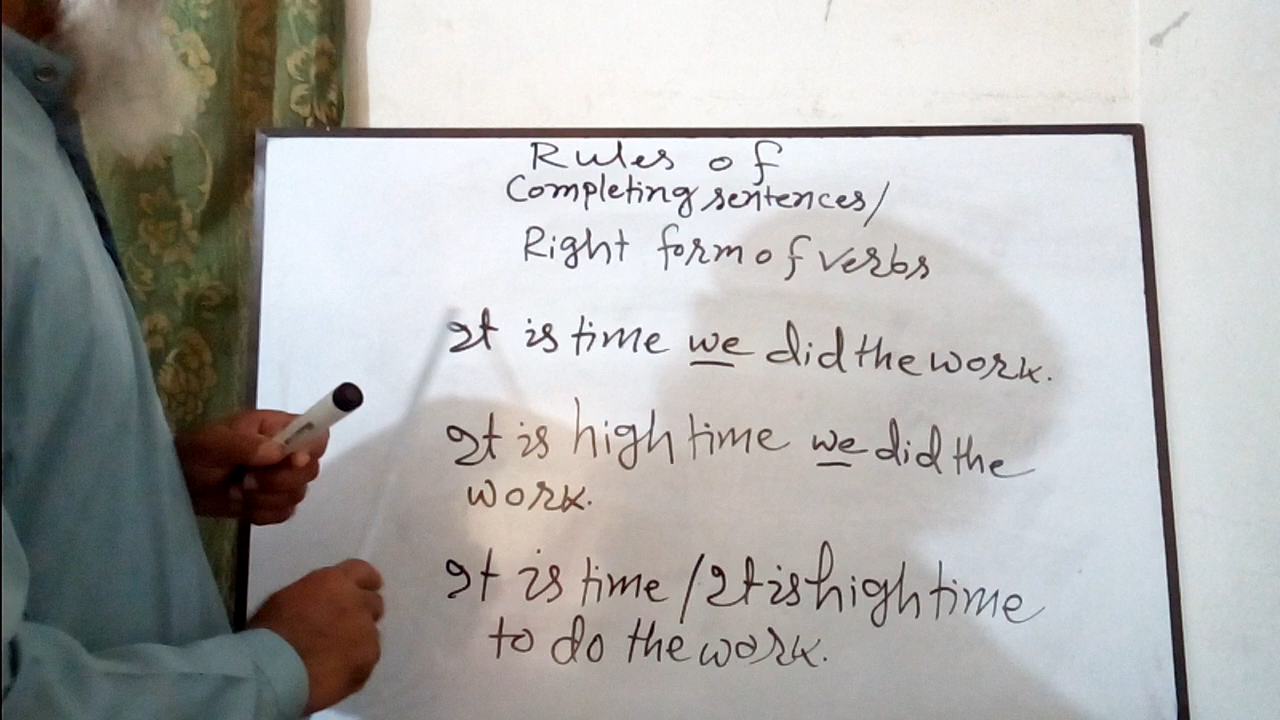 Rules of
Completing sentences/
Right form of verbs
It is time we did the work.
It is high time we did the
work.
It is time / It is high time
to do the work.